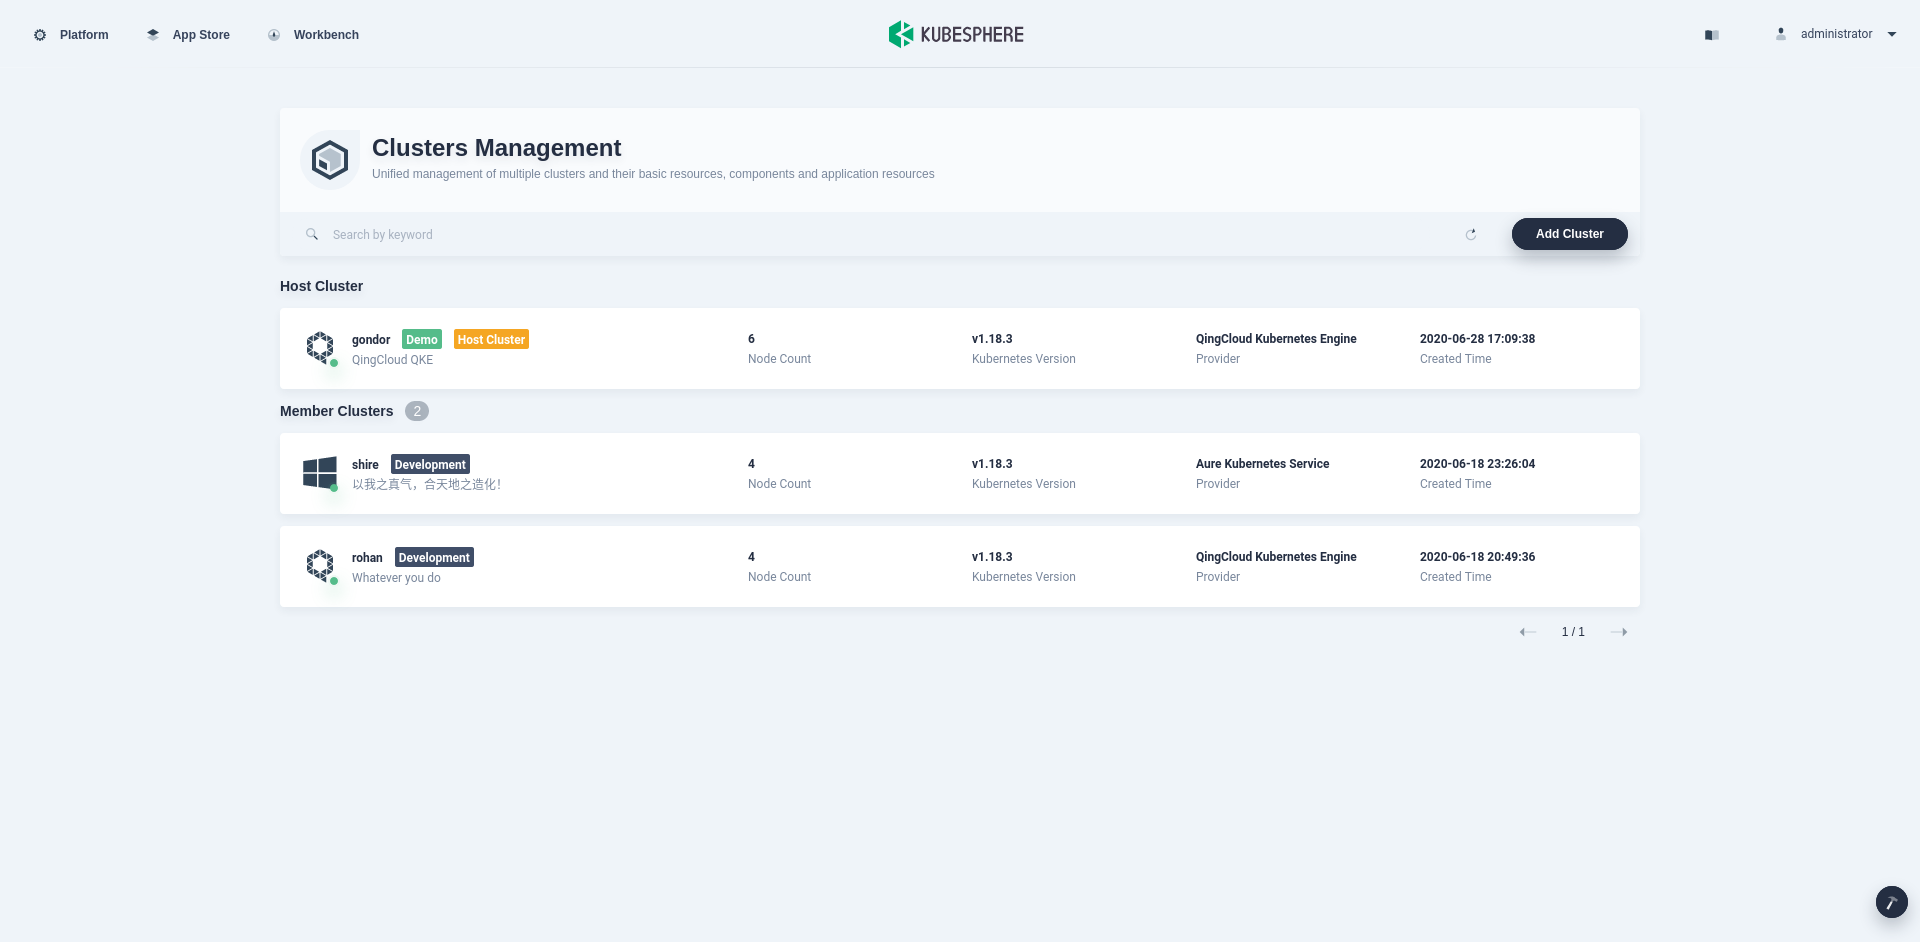 Platform App Store Workbench KUBESPHERE administrator
Clusters Management
Unified management of multiple clusters and their basic resources, components and application resources
Search by keyword Add Cluster
Host Cluster
gondor Demo Host Cluster 6 v1.18.3 QingCloud Kubernetes Engine 2020-06-28 17:09:38
QingCloud QKE Node Count Kubernetes Version Provider Created Time
Member Clusters 2
shire Development 4 v1.18.3 Aure Kubernetes Service 2020-06-18 23:26:04
以我之真气，合天地之造化！ Node Count Kubernetes Version Provider Created Time
rohan Development 4 v1.18.3 QingCloud Kubernetes Engine 2020-06-18 20:49:36
Whatever you do Node Count Kubernetes Version Provider Created Time
1 / 1